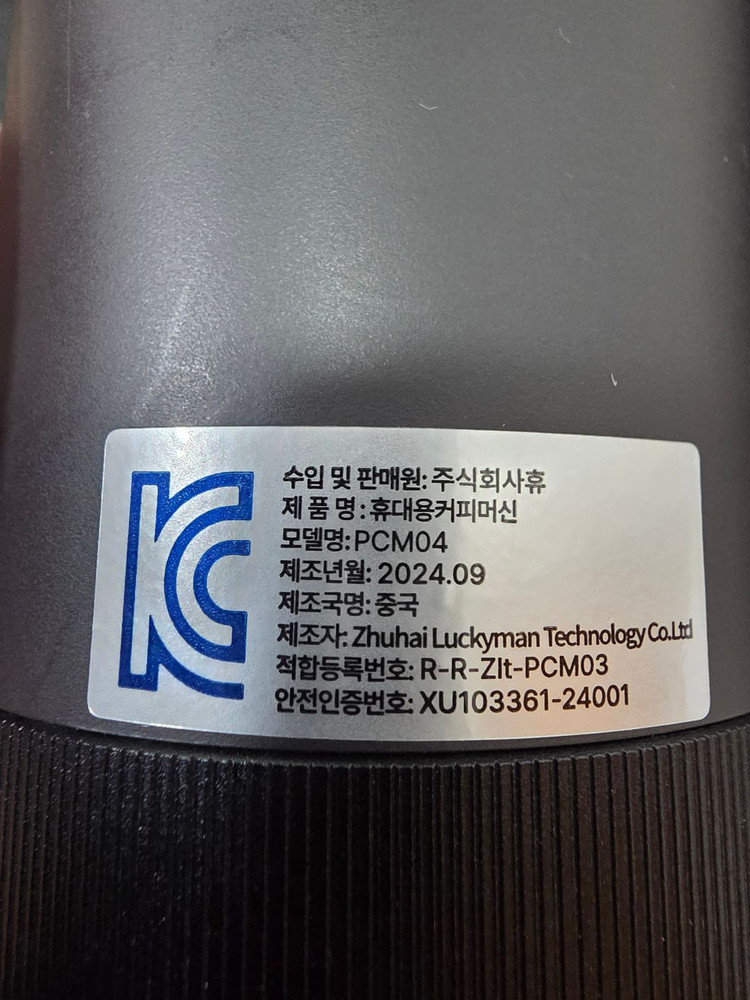 KC
수입 및 판매원: 주식회사휴
제 품 명 : 휴대용커피머신
모델명: PCM04
제조년월: 2024.09
제조국명: 중국
제조자: Zhuhai Luckyman Technology Co.Ltd
적합등록번호: R-R-ZIt-PCM03
안전인증번호: XU103361-24001